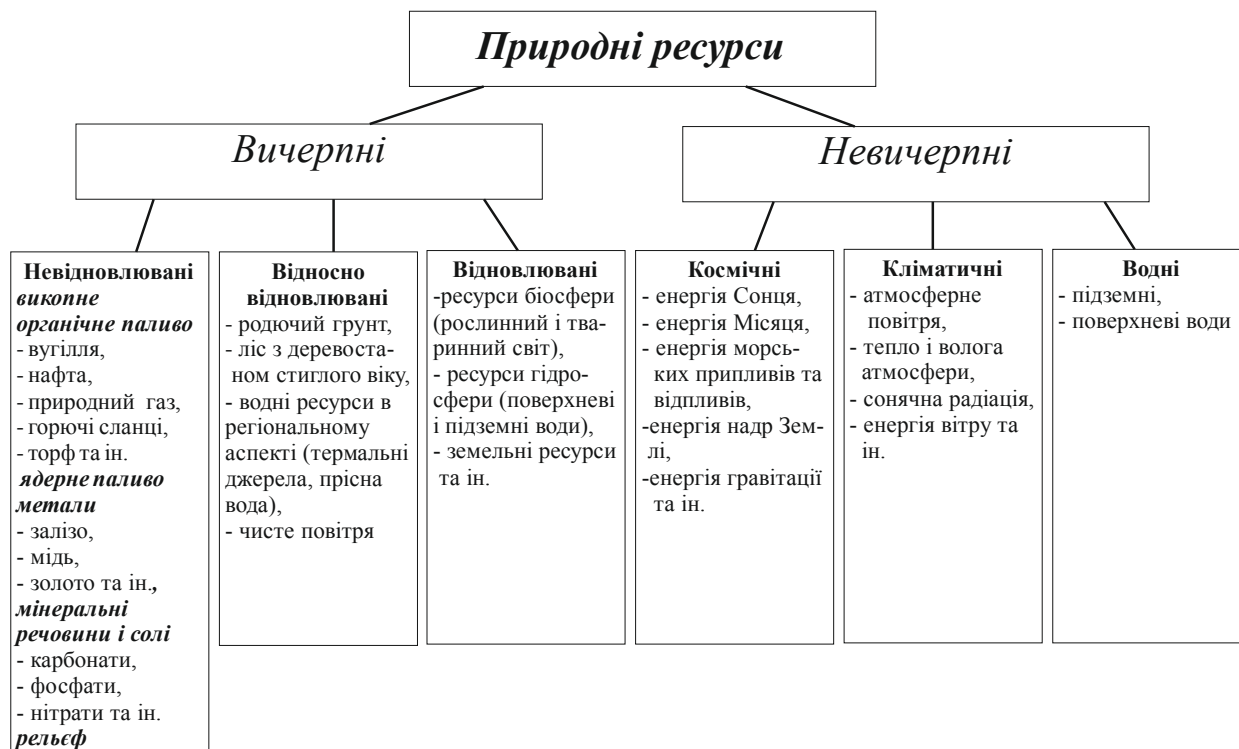 Природні ресурси
Вичерпні
Невичерпні
Невідновлювані
викопне
органічне паливо
- вугілля,
- нафта,
- природний газ,
- горючі сланці,
- торф та ін.
ядерне паливо
метали
- залізо,
- мідь,
- золото та ін.,
мінеральні
речовини і солі
- карбонати,
- фосфати,
- нітрати та ін.
рельєф
Відносно
відновлювані
- родючий грунт,
- ліс з деревоста-
ном стиглого віку,
- водні ресурси в
регіональному
аспекті (термальні
джерела, прісна
вода),
- чисте повітря
Відновлювані
-ресурси біосфери
(рослинний і тва-
ринний світ),
- ресурси гідро-
сфери (поверхневі
і підземні води),
- земельні ресурси
та ін.
Космічні
- енергія Сонця,
- енергія Місяця,
- енергія морсь-
ких припливів та
відпливів,
-енергія надр Зем-
лі,
-енергія гравітації
та ін.
Кліматичні
- атмосферне
повітря,
- тепло і волога
атмосфери,
- сонячна радіація,
- енергія вітру та
ін.
Водні
- підземні,
- поверхневі води